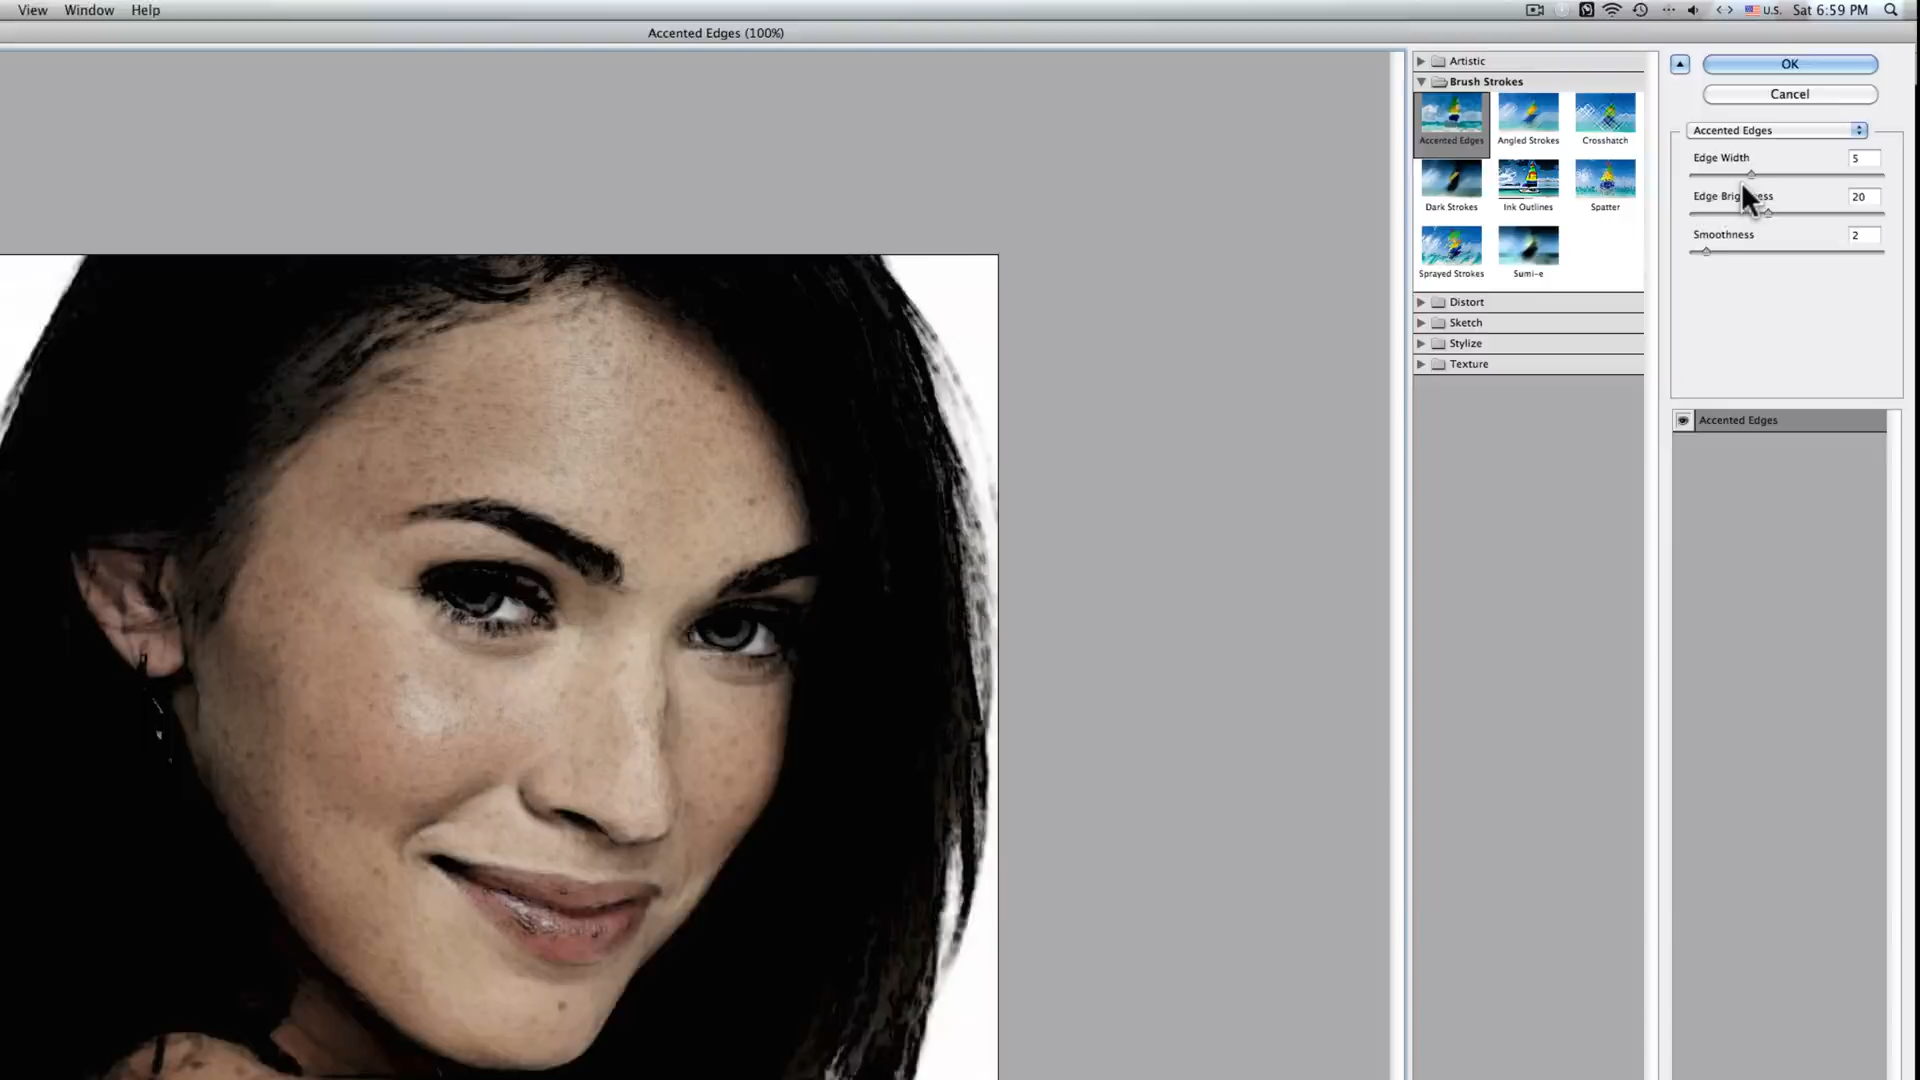 View Window Help
U.S. Sat 6:59 PM
Accented Edges (100%)
Artistic
Brush Strokes
Accented Edges Angled Strokes Crosshatch
Dark Strokes Ink Outlines Spatter
Sprayed Strokes Sumi-e
Distort
Sketch
Stylize
Texture
OK
Cancel
Accented Edges
Edge Width 5
Edge 20
Smoothness 2
Accented Edges